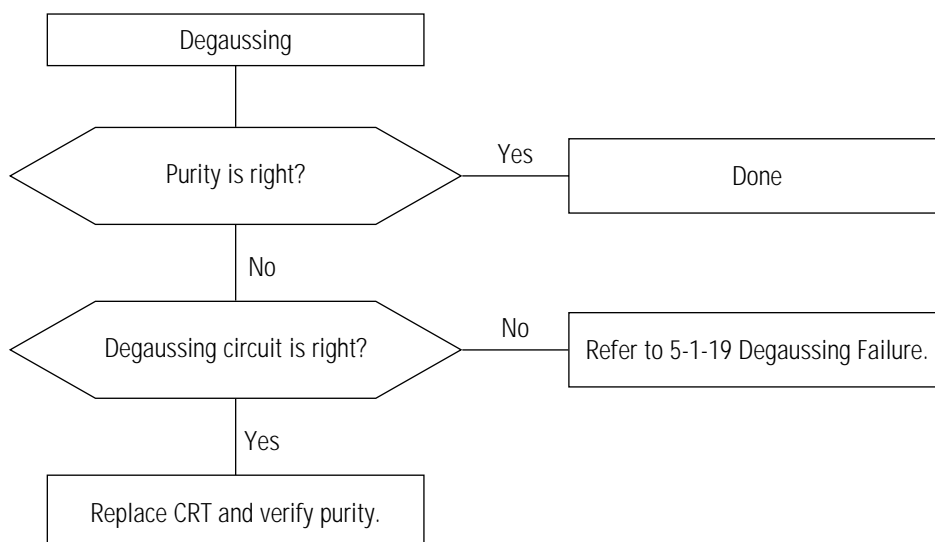 Degaussing
Purity is right?
Yes
Done
No
Degaussing circuit is right?
No
Refer to 5-1-19 Degaussing Failure.
Yes
Replace CRT and verify purity.